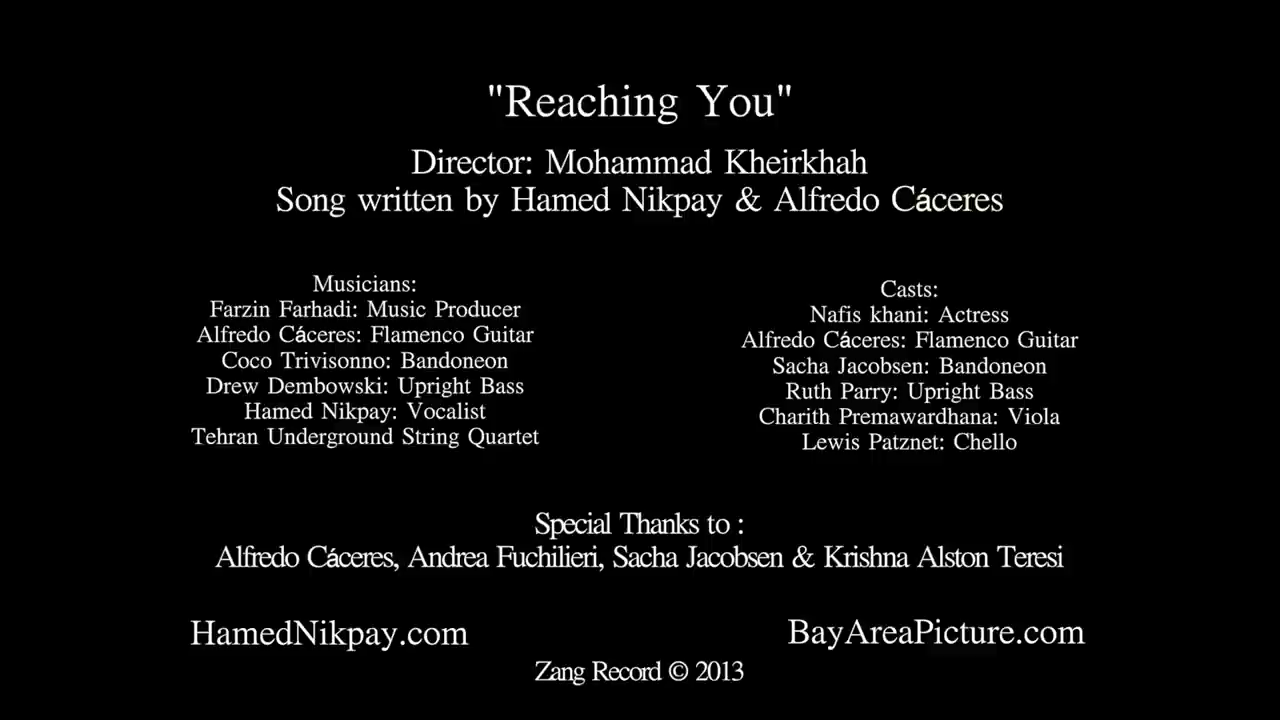 "Reaching You"
Director: Mohammad Kheirkhah
Song written by Hamed Nikpay & Alfredo Cáceres
Musicians:
Farzin Farhadi: Music Producer
Alfredo Cáceres: Flamenco Guitar
Coco Trivisonno: Bandoneon
Drew Dembowski: Upright Bass
Hamed Nikpay: Vocalist
Tehran Underground String Quartet
Casts:
Nafis khani: Actress
Alfredo Cáceres: Flamenco Guitar
Sacha Jacobsen: Bandoneon
Ruth Parry: Upright Bass
Charith Premawardhana: Viola
Lewis Patznet: Chello
Special Thanks to :
Alfredo Cáceres, Andrea Fuchilieri, Sacha Jacobsen & Krishna Alston Teresi
HamedNikpay.com
BayAreaPicture.com
Zang Record © 2013